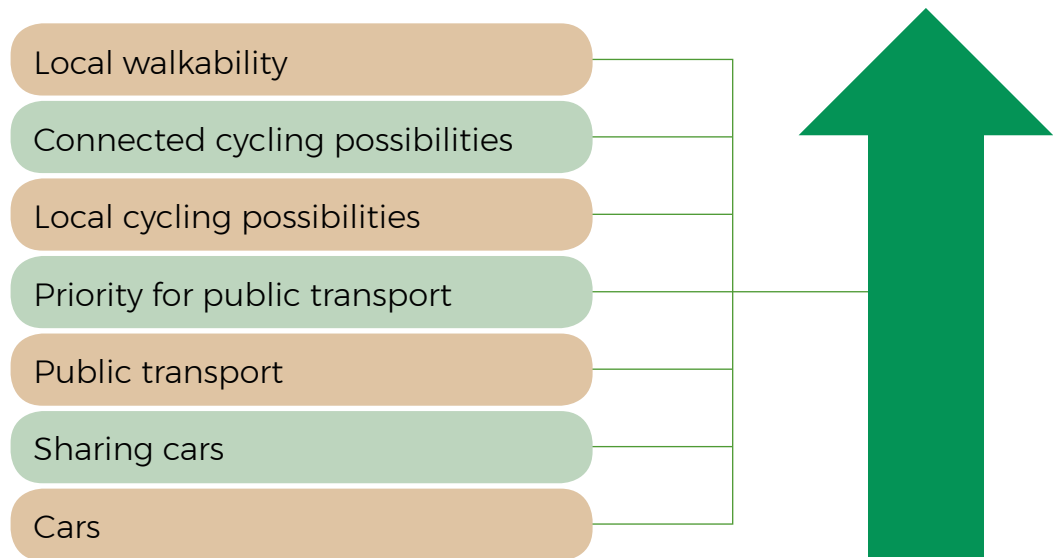 Local walkability
Connected cycling possibilities
Local cycling possibilities
Priority for public transport
Public transport
Sharing cars
Cars